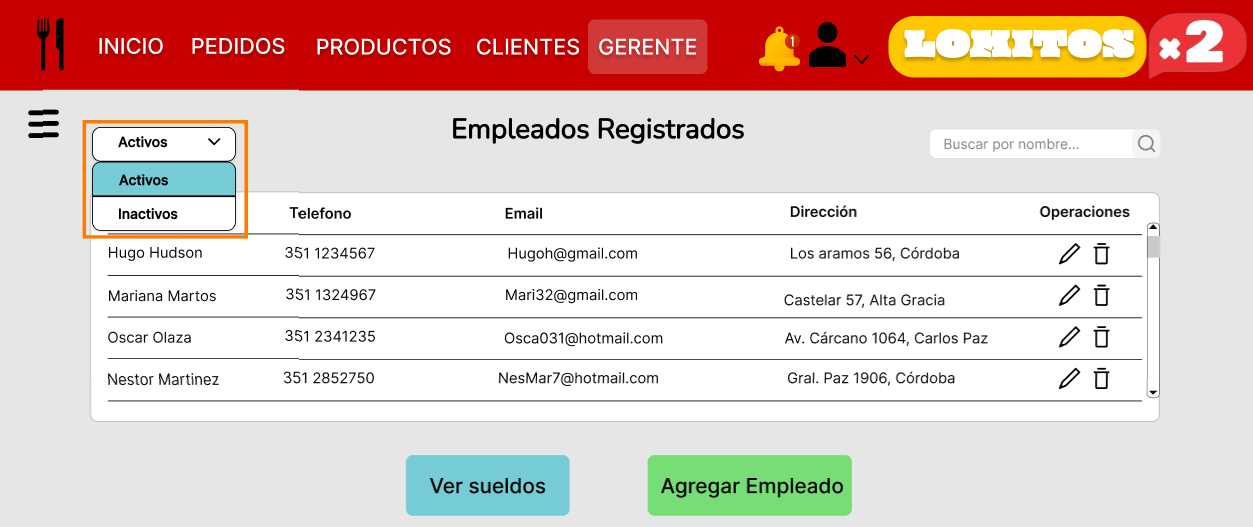 INICIO PEDIDOS PRODUCTOS CLIENTES GERENTE 1 LOMITOS x2
Empleados Registrados
Activos
Buscar por nombre...
Activos
Inactivos
Telefono Email Dirección Operaciones
Hugo Hudson 351 1234567 Hugoh@gmail.com Los aramos 56, Córdoba
Mariana Martos 351 1324967 Mari32@gmail.com Castelar 57, Alta Gracia
Oscar Olaza 351 2341235 Osca031@hotmail.com Av. Cárcano 1064, Carlos Paz
Nestor Martinez 351 2852750 NesMar7@hotmail.com Gral. Paz 1906, Córdoba
Ver sueldos Agregar Empleado